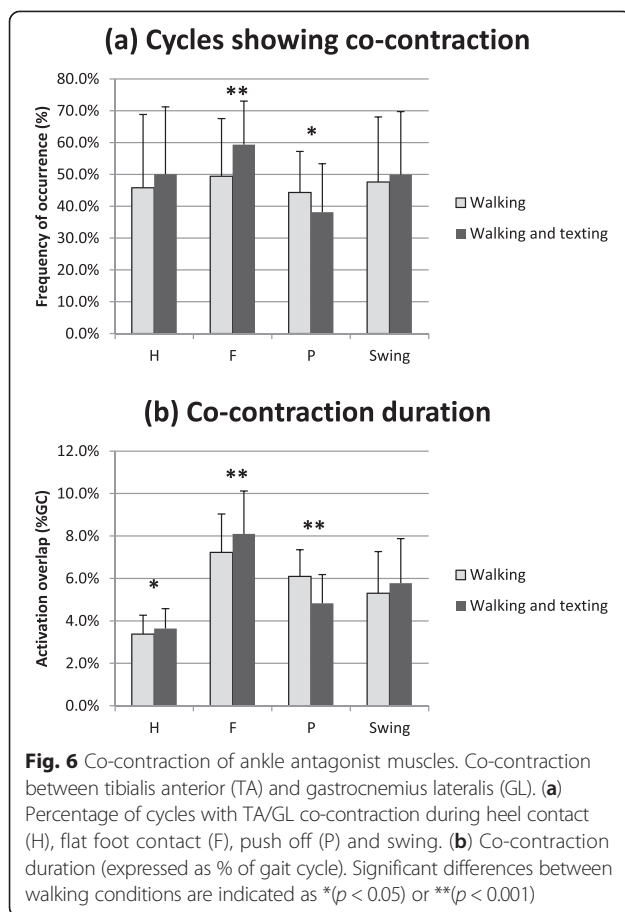 (a) Cycles showing co-contraction
Frequency of occurrence (%)
80.0%
70.0%
60.0%
50.0%
40.0%
30.0%
20.0%
10.0%
0.0%
**
*
H F P Swing
Walking
Walking and texting
(b) Co-contraction duration
Activation overlap (%GC)
12.0%
10.0%
8.0%
6.0%
4.0%
2.0%
0.0%
*
**
**
H F P Swing
Walking
Walking and texting
Fig. 6 Co-contraction of ankle antagonist muscles. Co-contraction
between tibialis anterior (TA) and gastrocnemius lateralis (GL). (a)
Percentage of cycles with TA/GL co-contraction during heel contact
(H), flat foot contact (F), push off (P) and swing. (b) Co-contraction
duration (expressed as % of gait cycle). Significant differences between
walking conditions are indicated as *(p < 0.05) or **(p < 0.001)